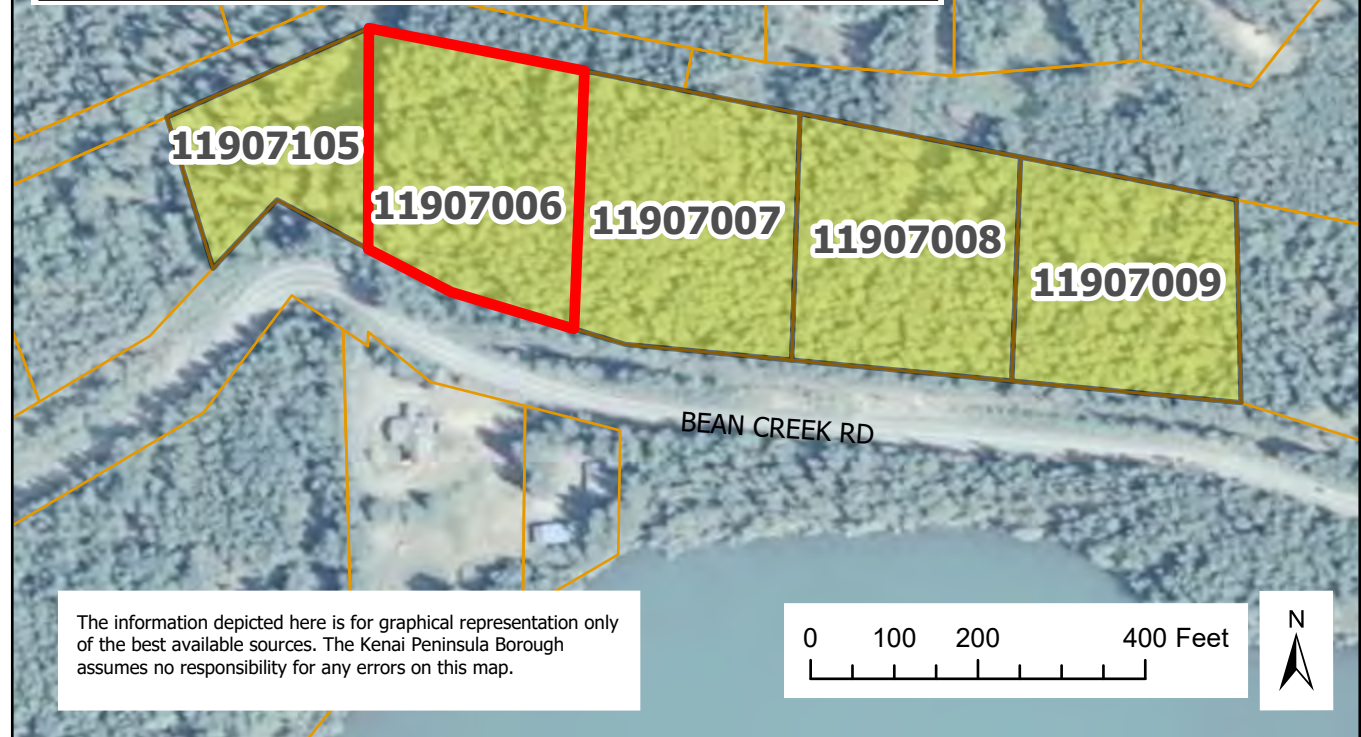 11907105
11907006
11907007
11907008
11907009
BEAN CREEK RD
The information depicted here is for graphical representation only
of the best available sources. The Kenai Peninsula Borough
assumes no responsibility for any errors on this map.
0 100 200 400 Feet
N